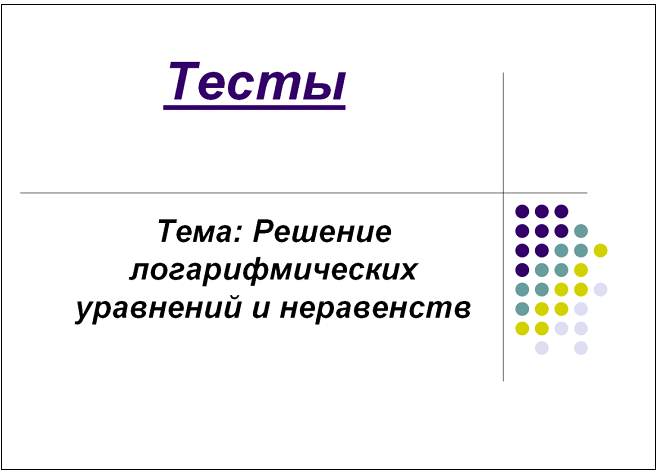 Тесты
Тема: Решение
логарифмических
уравнений и неравенств